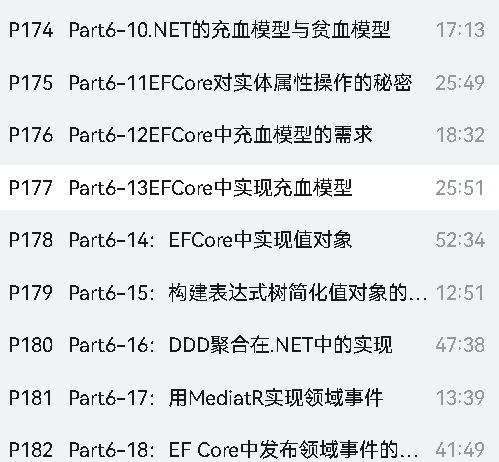 P174 Part6-10.NET的充血模型与贫血模型 17:13
P175 Part6-11EFCore对实体属性操作的秘密 25:49
P176 Part6-12EFCore中充血模型的需求 18:32
P177 Part6-13EFCore中实现充血模型 25:51
P178 Part6-14：EFCore中实现值对象 52:34
P179 Part6-15：构建表达式树简化值对象的... 12:51
P180 Part6-16：DDD聚合在.NET中的实现 47:38
P181 Part6-17：用MediatR实现领域事件 13:39
P182 Part6-18：EF Core中发布领域事件的... 41:49